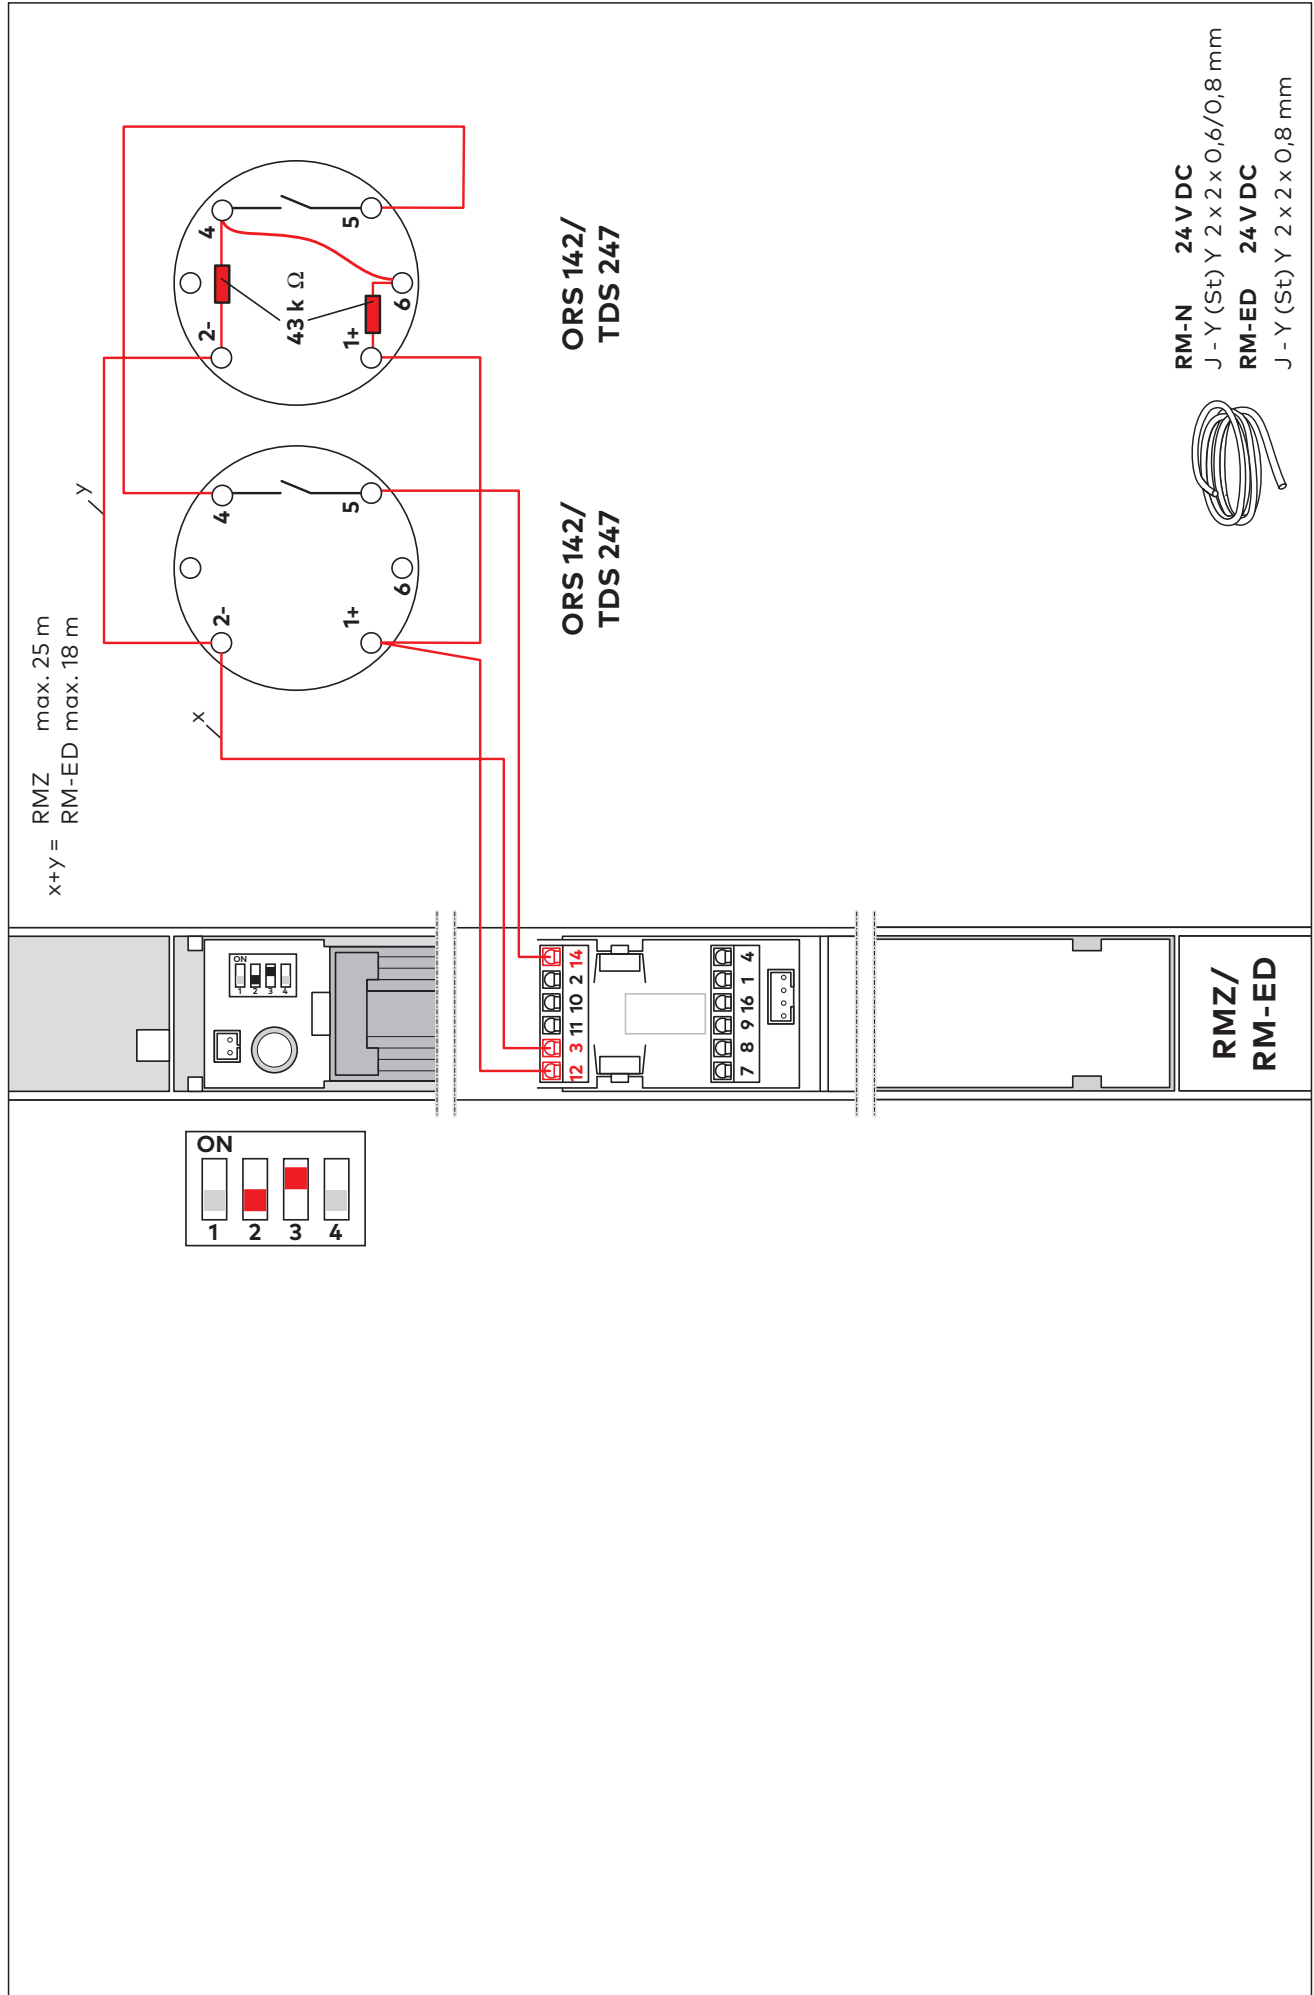 x+y = RMZ max. 25 m
RM-ED max. 18 m
y
x
4
5
2-
43 k Ω
1+
6
ORS 142/
TDS 247
4
5
2-
1+
6
ORS 142/
TDS 247
RM-N 24 V DC
J - Y (St) Y 2 x 2 x 0,6/0,8 mm
RM-ED 24 V DC
J - Y (St) Y 2 x 2 x 0,8 mm
ON
1 2 3 4
12 3 11 10 2 14
7 8 9 16 1 4
RMZ/
RM-ED
ON
1 2 3 4